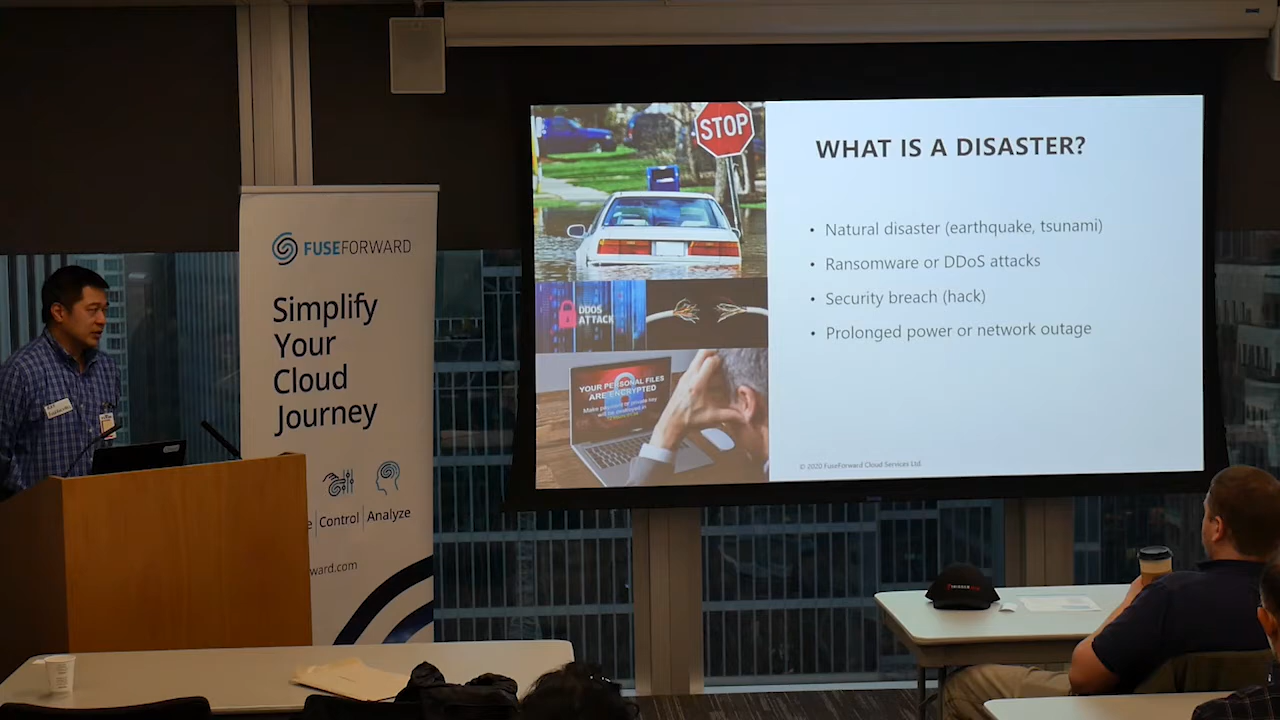 FUSEFORWARD
Simplify
Your
Cloud
Journey
e | Control | Analyze
ward.com
STOP
DDOS
ATTACK
YOUR PERSONAL FILES
ARE ENCRYPTED
WHAT IS A DISASTER?
• Natural disaster (earthquake, tsunami)
• Ransomware or DDoS attacks
• Security breach (hack)
• Prolonged power or network outage
© 2020 FuseForward Cloud Services Ltd.